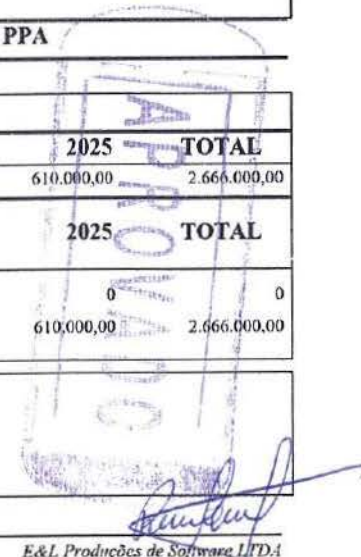 PPA
2025 TOTAL
610.000,00 2.666.000,00
2025 TOTAL
0 0
610.000,00 2.666.000,00
APROVADO
E&L Produções de Software LTDA